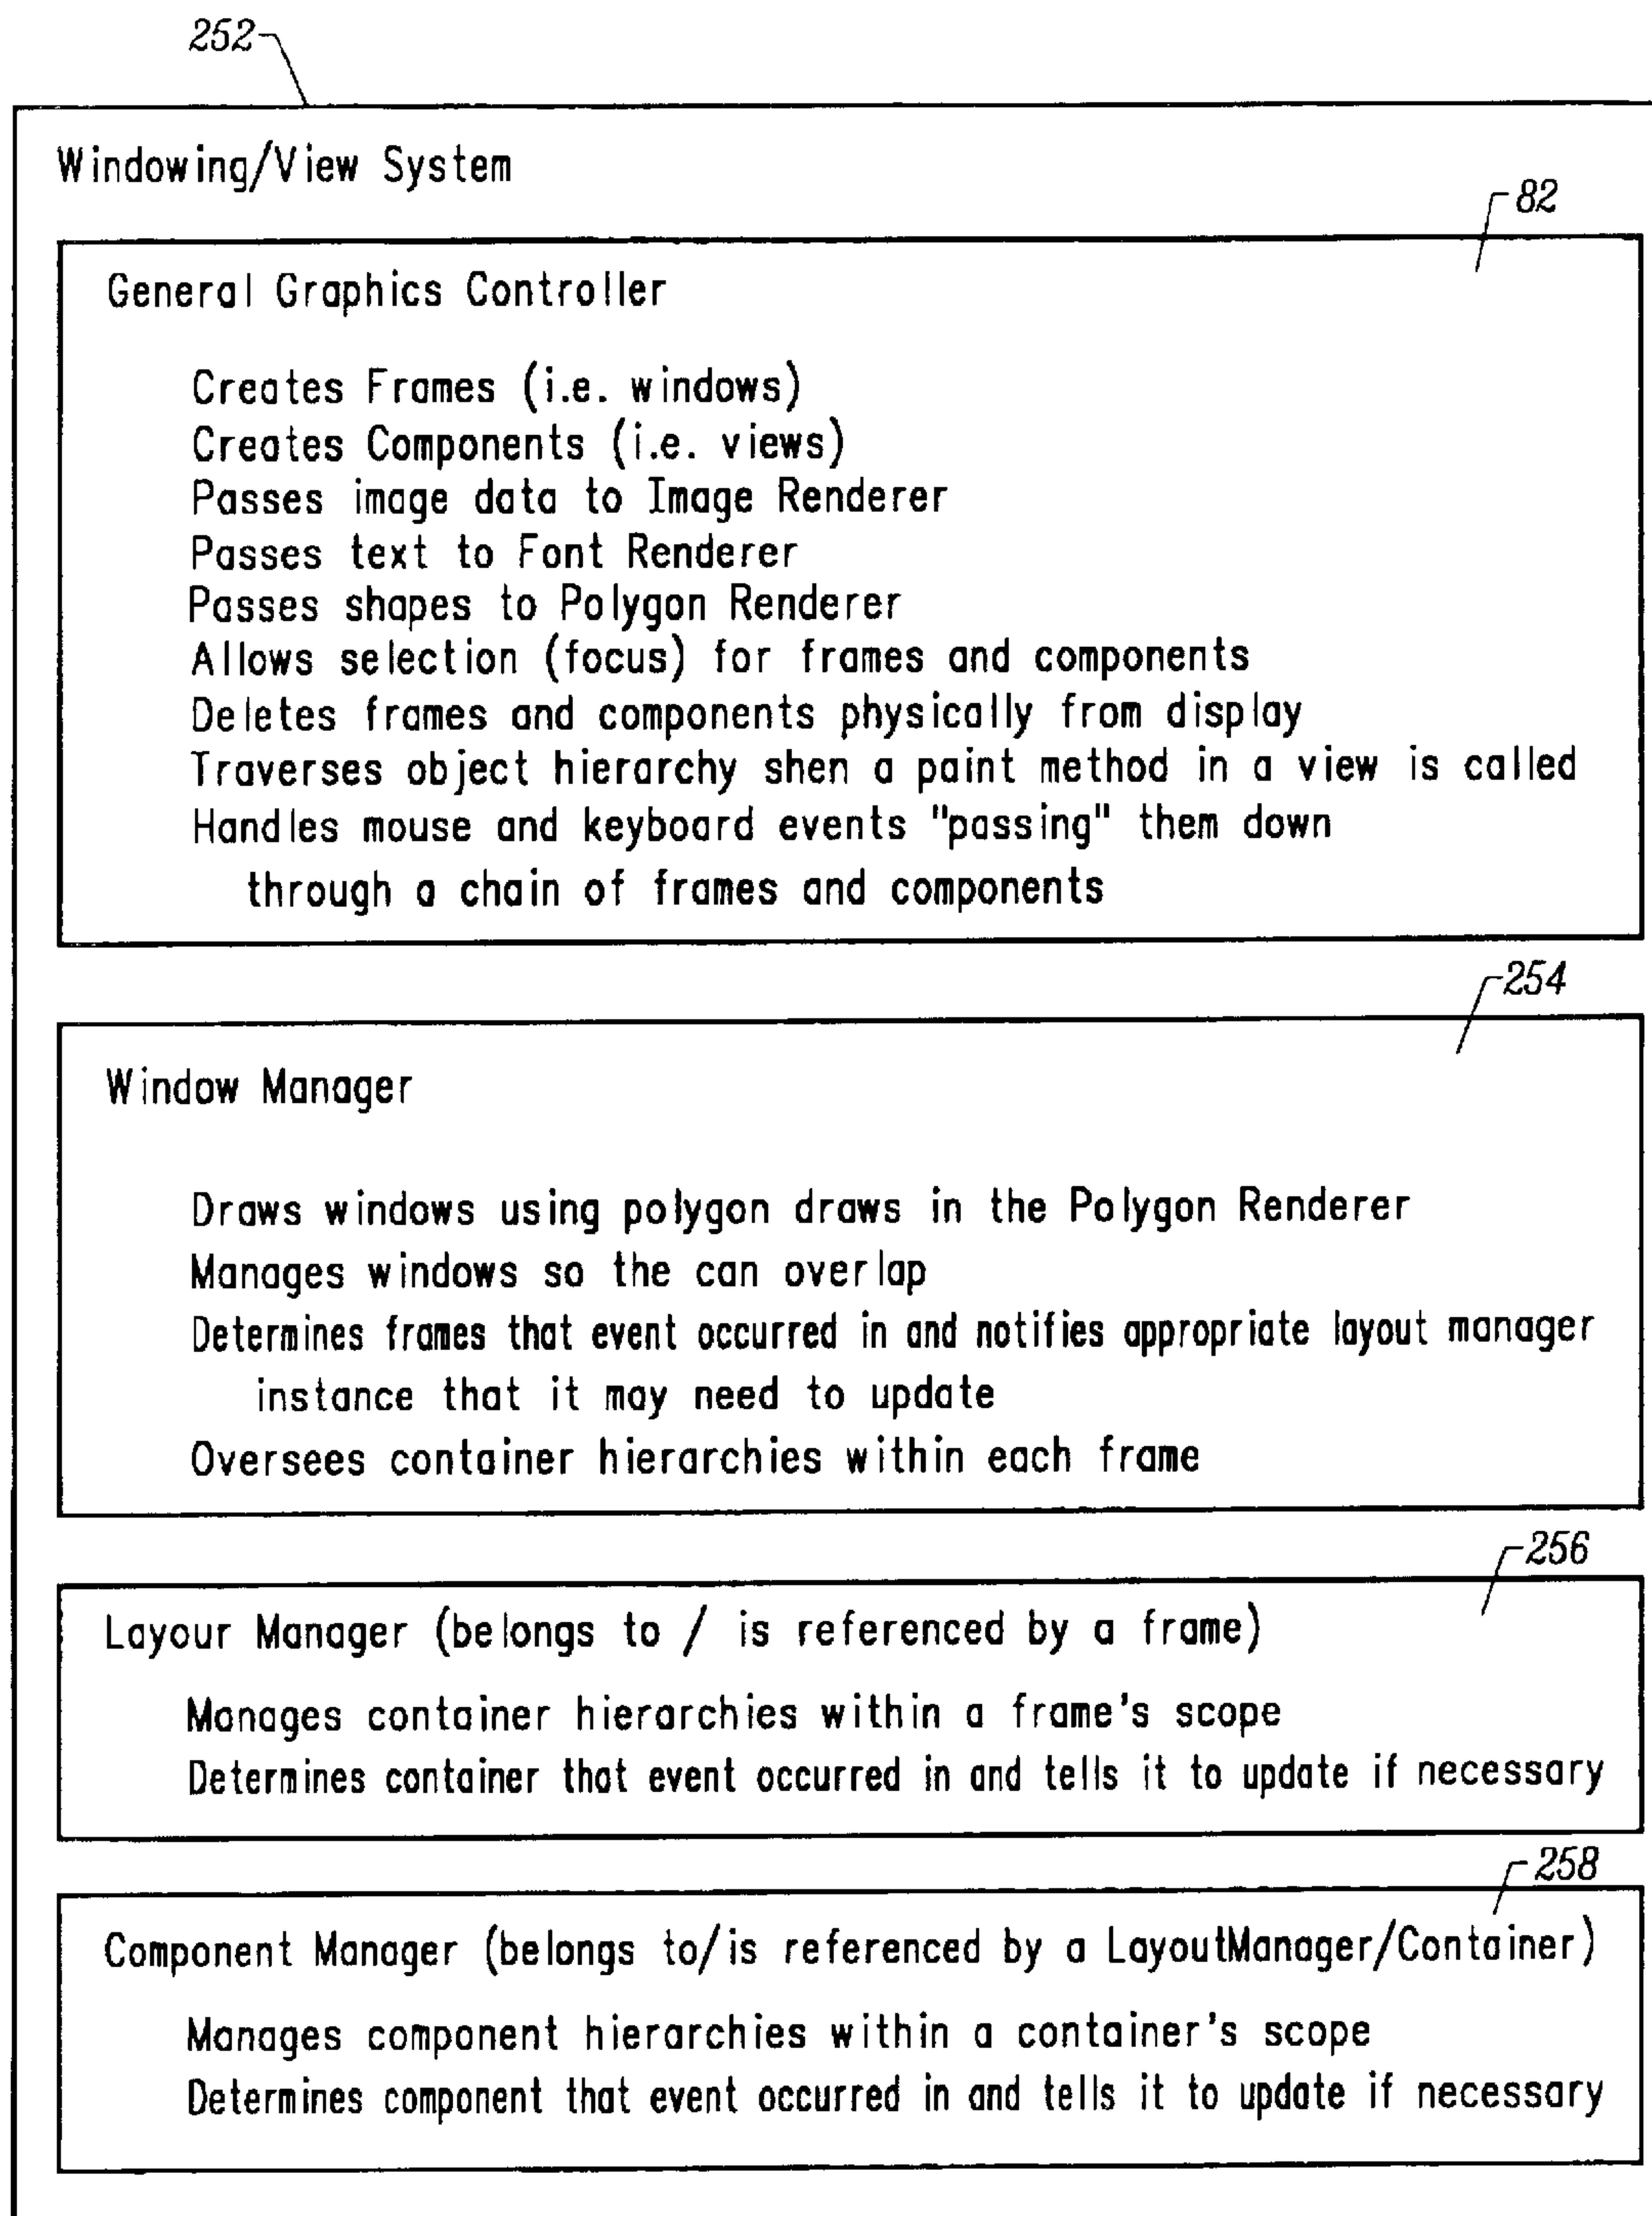 252
Windowing/View System
82
General Graphics Controller
Creates Frames (i.e. windows)
Creates Components (i.e. views)
Passes image data to Image Renderer
Passes text to Font Renderer
Passes shapes to Polygon Renderer
Allows selection (focus) for frames and components
Deletes frames and components physically from display
Traverses object hierarchy shen a paint method in a view is called
Handles mouse and keyboard events "passing" them down
through a chain of frames and components
254
Window Manager
Draws windows using polygon draws in the Polygon Renderer
Manages windows so the can overlap
Determines frames that event occurred in and notifies appropriate layout manager
instance that it may need to update
Oversees container hierarchies within each frame
256
Layour Manager (belongs to / is referenced by a frame)
Manages container hierarchies within a frame's scope
Determines container that event occurred in and tells it to update if necessary
258
Component Manager (belongs to/is referenced by a LayoutManager/Container)
Manages component hierarchies within a container's scope
Determines component that event occurred in and tells it to update if necessary